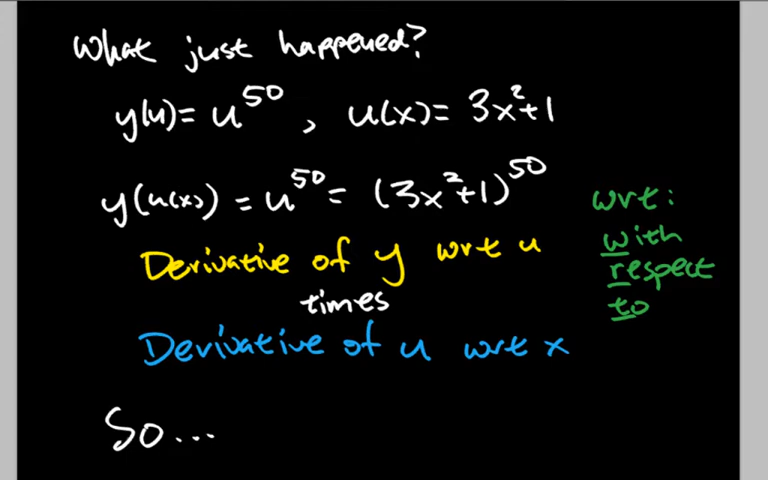 What just happened?
y(u) = u^50 , u(x) = 3x^2+1
y(u(x)) = u^50 = (3x^2+1)^50
wrt:
Derivative of y wrt u
with
respect
to
times
Derivative of u wrt x
So...